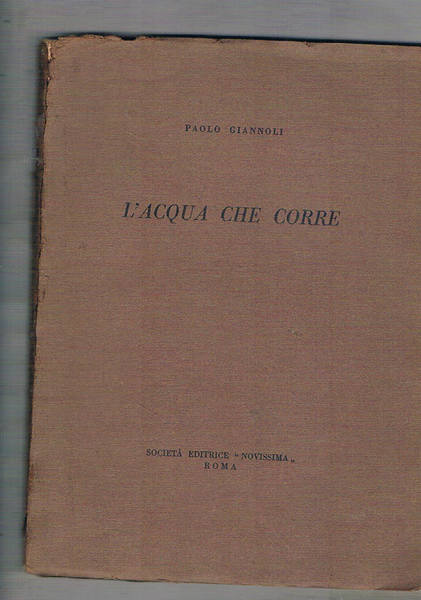 PAOLO GIANNOLI
L'ACQUA CHE CORRE
SOCIETÀ EDITRICE "NOVISSIMA„
ROMA